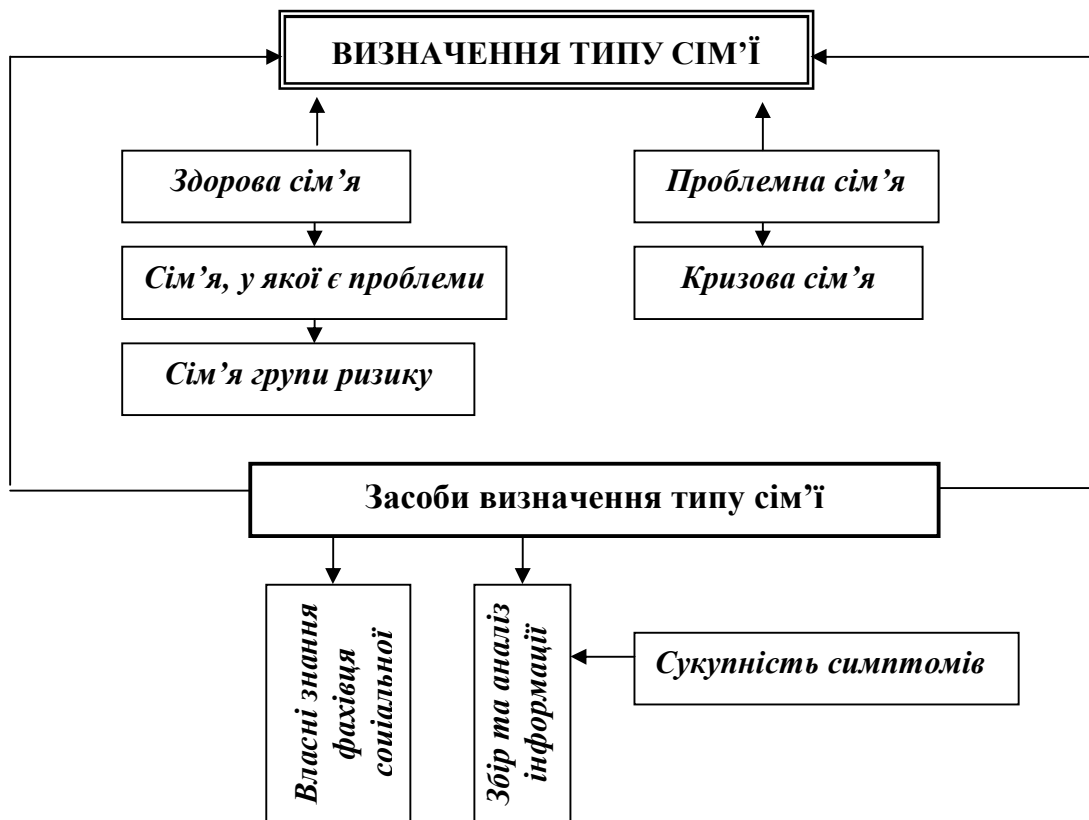 ВИЗНАЧЕННЯ ТИПУ СІМ’Ї
Здорова сім’я
Проблемна сім’я
Сім’я, у якої є проблеми
Кризова сім’я
Сім’я групи ризику
Засоби визначення типу сім’ї
Власні знання
фахівця
соціальної
Збір та аналіз
інформації
Сукупність симптомів